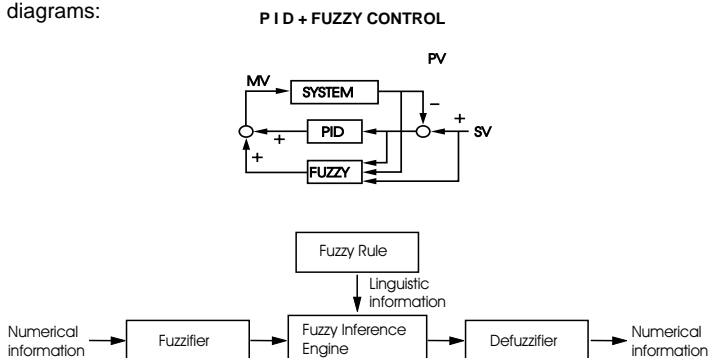 diagrams:
P I D + FUZZY CONTROL
PV
MV
SYSTEM
−
+
PID
SV
+
+
FUZZY
Fuzzy Rule
Linguistic
information
Numerical
information
Fuzzifier
Fuzzy Inference
Engine
Defuzzifier
Numerical
information